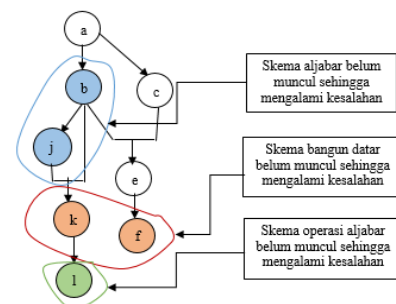 a
b
c
j
e
k
f
l
Skema aljabar belum
muncul sehingga
mengalami kesalahan
Skema bangun datar
belum muncul sehingga
mengalami kesalahan
Skema operasi aljabar
belum muncul sehingga
mengalami kesalahan